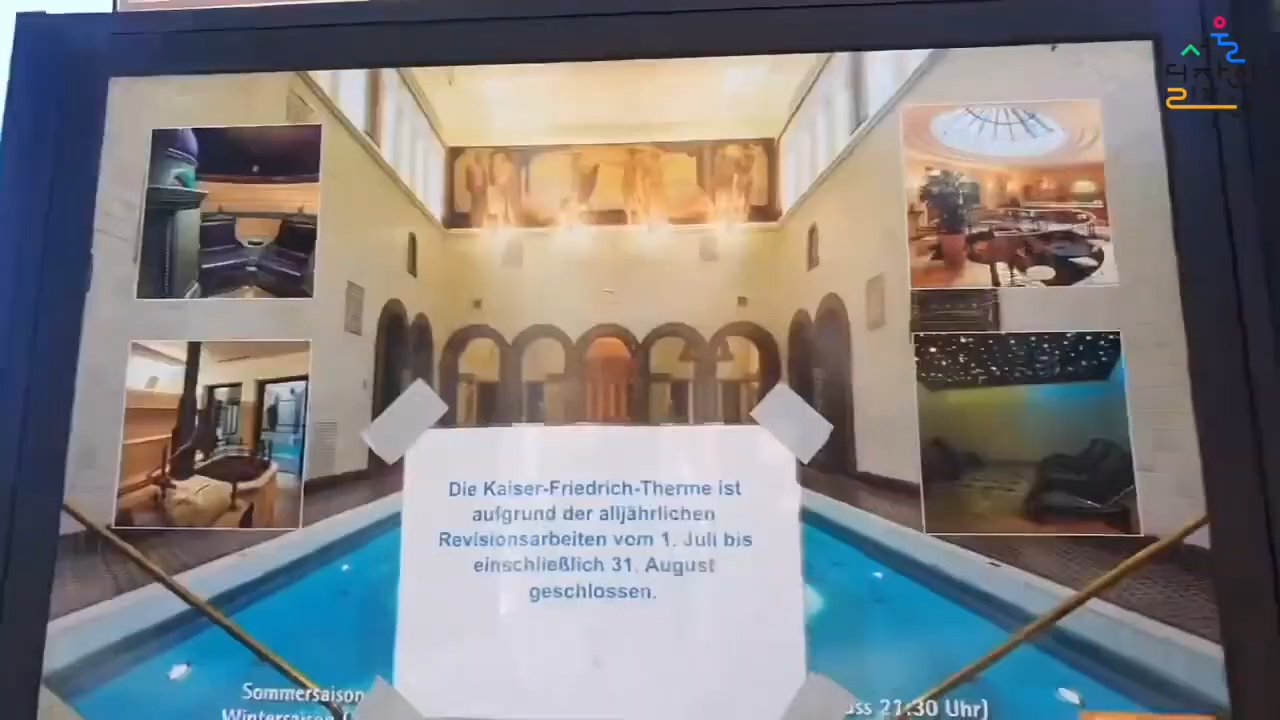 Die Kaiser-Friedrich-Therme ist
aufgrund der alljährlichen
Revisionsarbeiten vom 1. Juli bis
einschließlich 31. August
geschlossen.
Sommersaison
Wintersaison
21:30 Uhr)